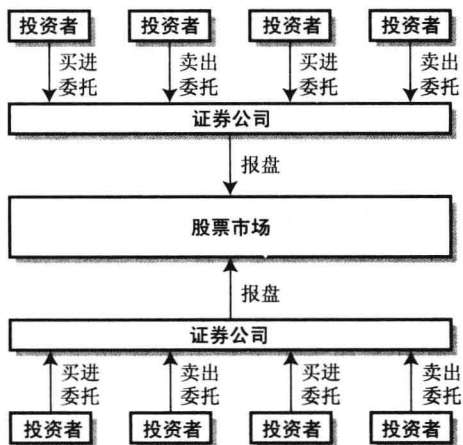 投资者 投资者 投资者 投资者
买进 卖出 买进 卖出
委托 委托 委托 委托
证券公司
报盘
股票市场
报盘
证券公司
买进 卖出 买进 卖出
委托 委托 委托 委托
投资者 投资者 投资者 投资者